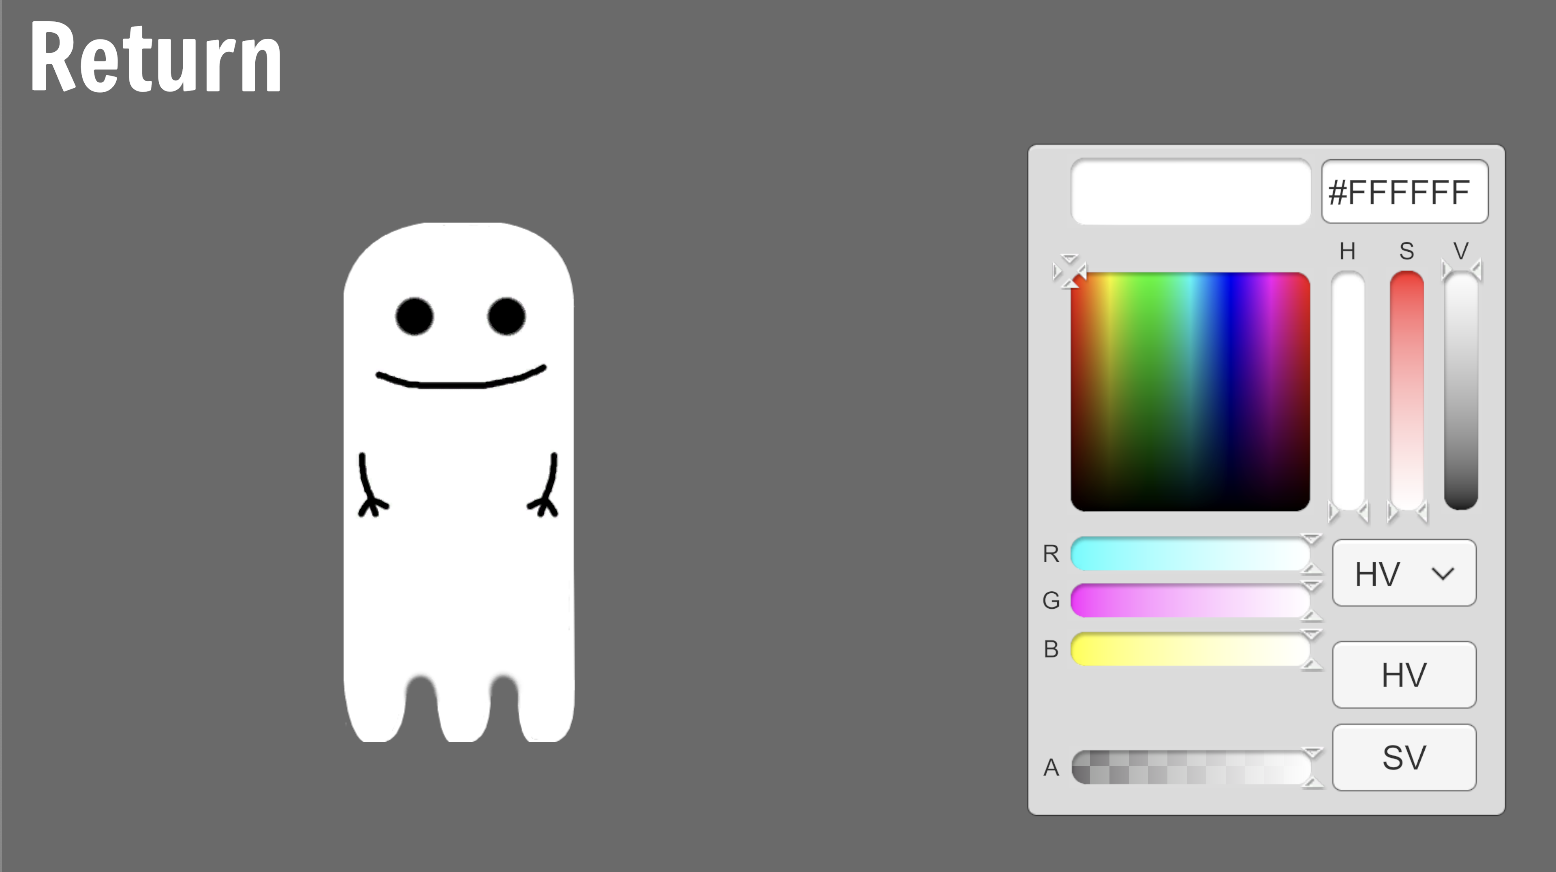 Return
#FFFFFF
H S V
R
HV
G
B
HV
SV
A